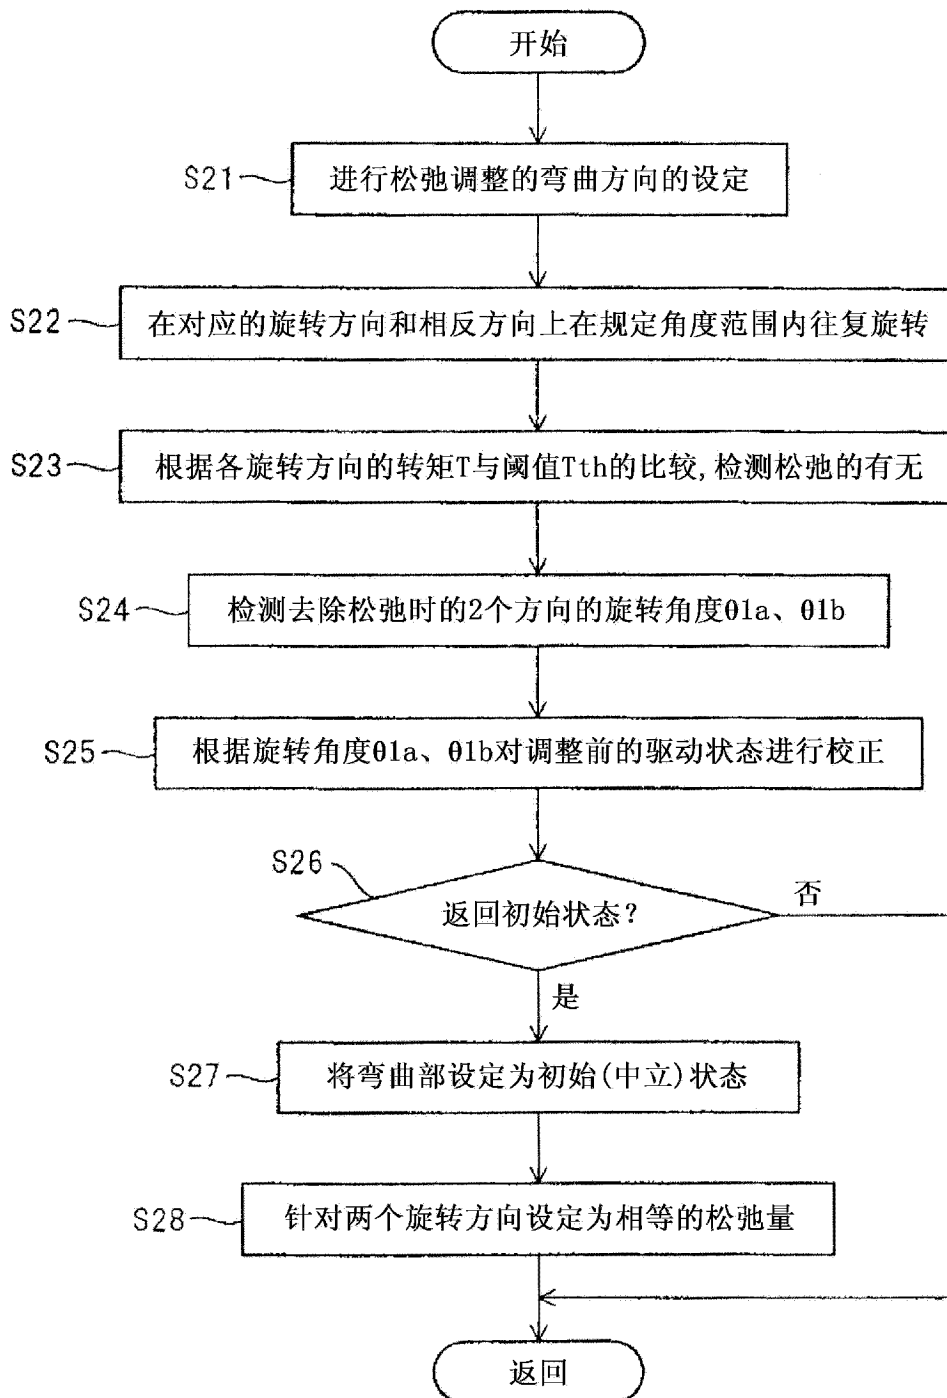 开始
S21
进行松弛调整的弯曲方向的设定
S22
在对应的旋转方向和相反方向上在规定角度范围内往复旋转
S23
根据各旋转方向的转矩T与阈值Tth的比较,检测松弛的有无
S24
检测去除松弛时的2个方向的旋转角度θ1a、θ1b
S25
根据旋转角度θ1a、θ1b对调整前的驱动状态进行校正
S26
返回初始状态?
否
是
S27
将弯曲部设定为初始(中立)状态
S28
针对两个旋转方向设定为相等的松弛量
返回